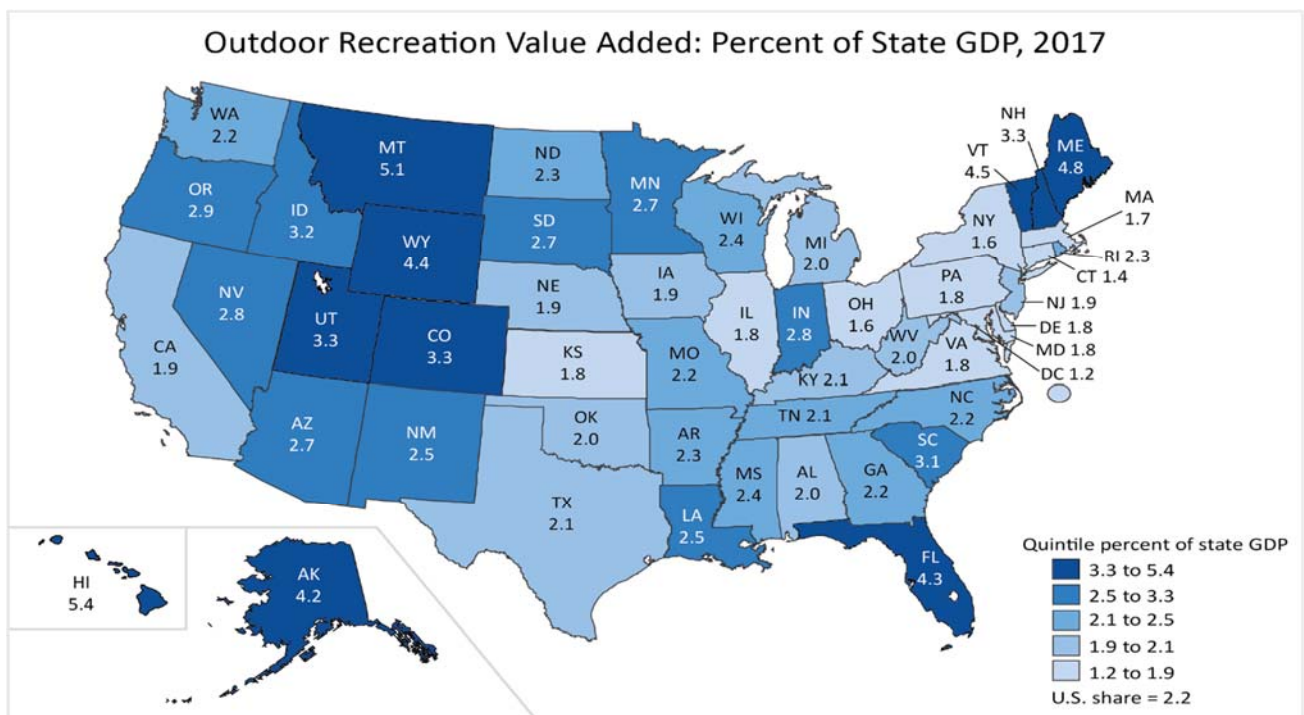 Outdoor Recreation Value Added: Percent of State GDP, 2017
WA
2.2
MT
5.1
ND
2.3
MN
2.7
OR
2.9
ID
3.2
SD
2.7
WI
2.4
MI
2.0
WY
4.4
NH
3.3
VT
4.5
ME
4.8
MA
1.7
NY
1.6
RI 2.3
CT 1.4
NV
2.8
UT
3.3
CO
3.3
NE
1.9
IA
1.9
IL
1.8
IN
2.8
OH
1.6
PA
1.8
NJ 1.9
DE 1.8
MD 1.8
DC 1.2
CA
1.9
KS
1.8
MO
2.2
KY 2.1
WV
2.0
VA
1.8
AZ
2.7
NM
2.5
OK
2.0
AR
2.3
TN 2.1
NC
2.2
SC
3.1
TX
2.1
LA
2.5
MS
2.4
AL
2.0
GA
2.2
FL
4.3
HI
5.4
AK
4.2
Quintile percent of state GDP
3.3 to 5.4
2.5 to 3.3
2.1 to 2.5
1.9 to 2.1
1.2 to 1.9
U.S. share = 2.2